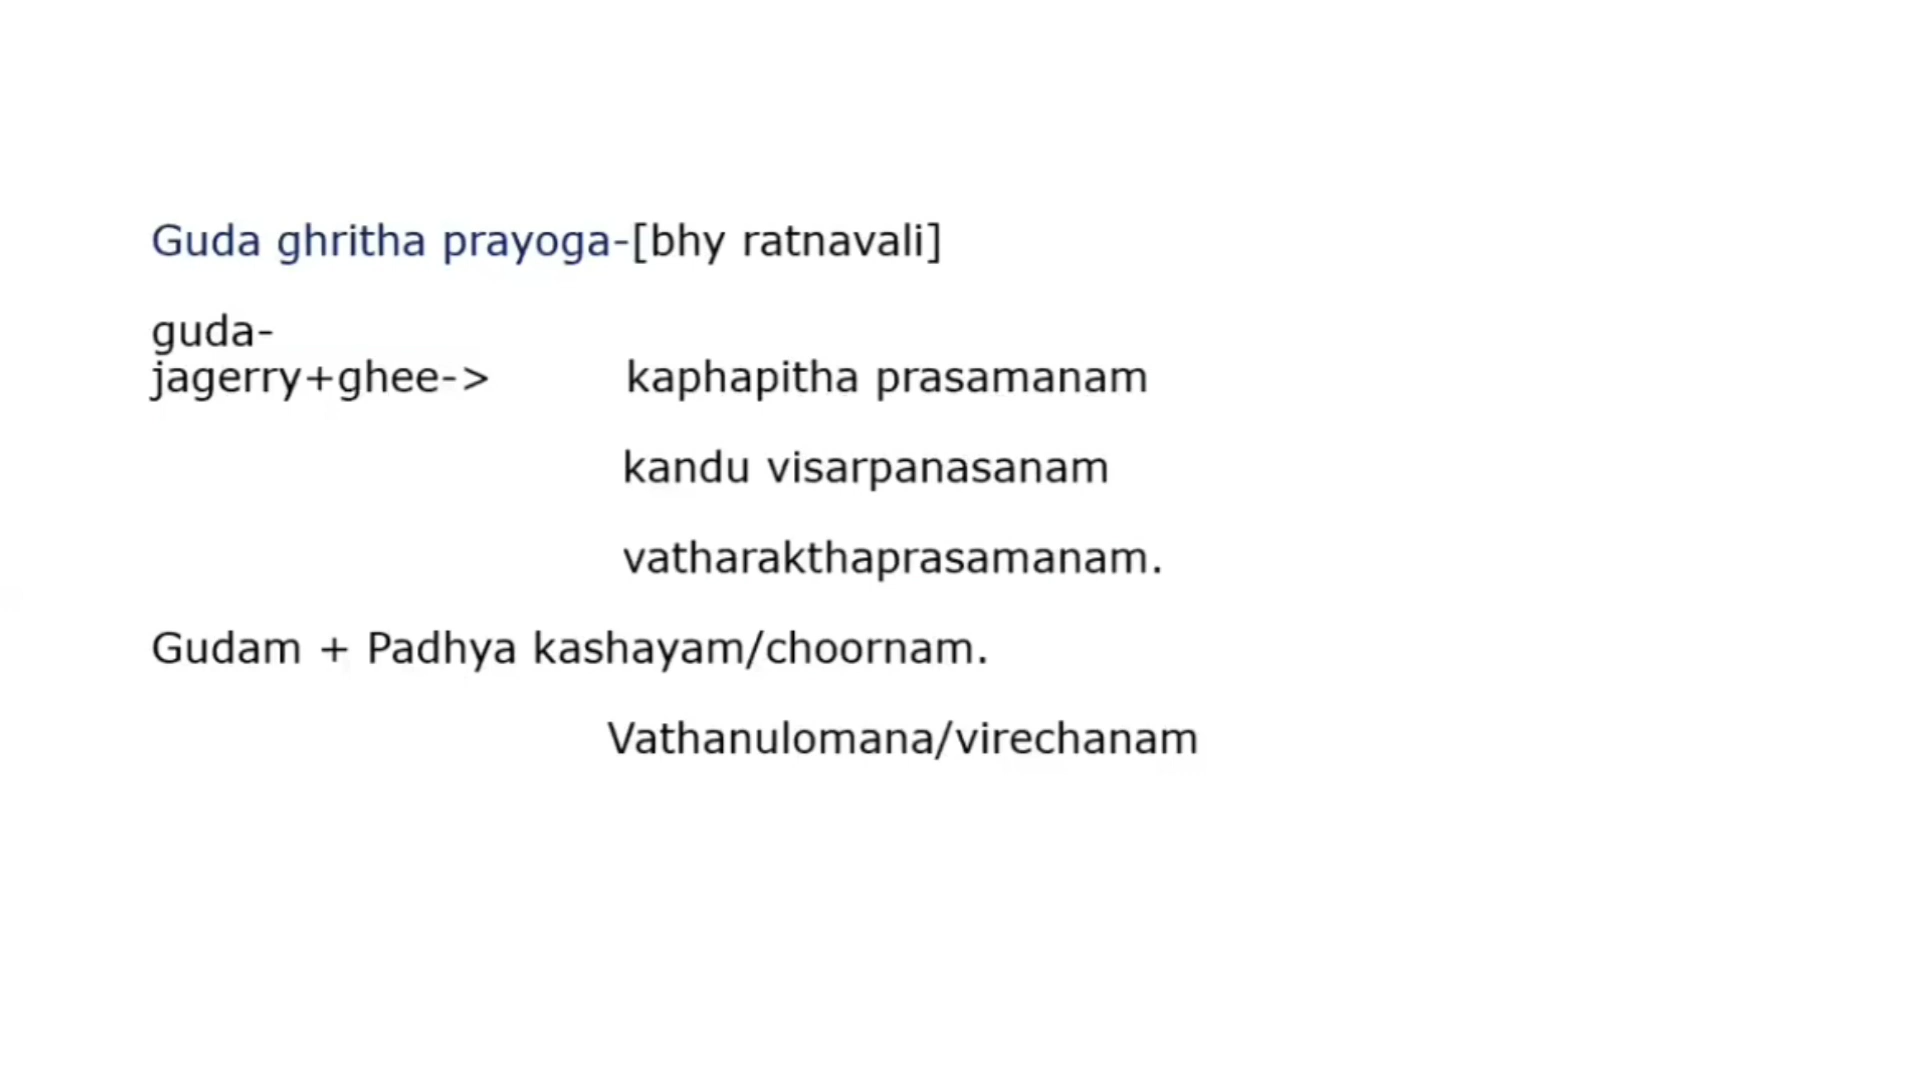 Guda ghritha prayoga-[bhy ratnavali]
guda-
jagerry+ghee-> kaphapitha prasamanam
kandu visarpanasanam
vatharakthaprasamanam.
Gudam + Padhya kashayam/choornam.
Vathanulomana/virechanam